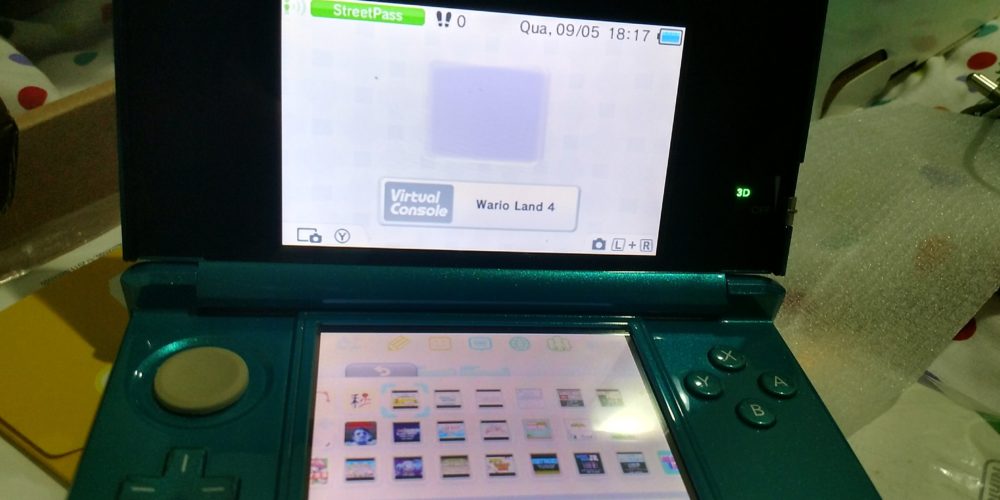 StreetPass
0
Qua, 09/05 18:17
Virtual
Console
Wario Land 4
3D
Y
L + R
X
Y
A
B